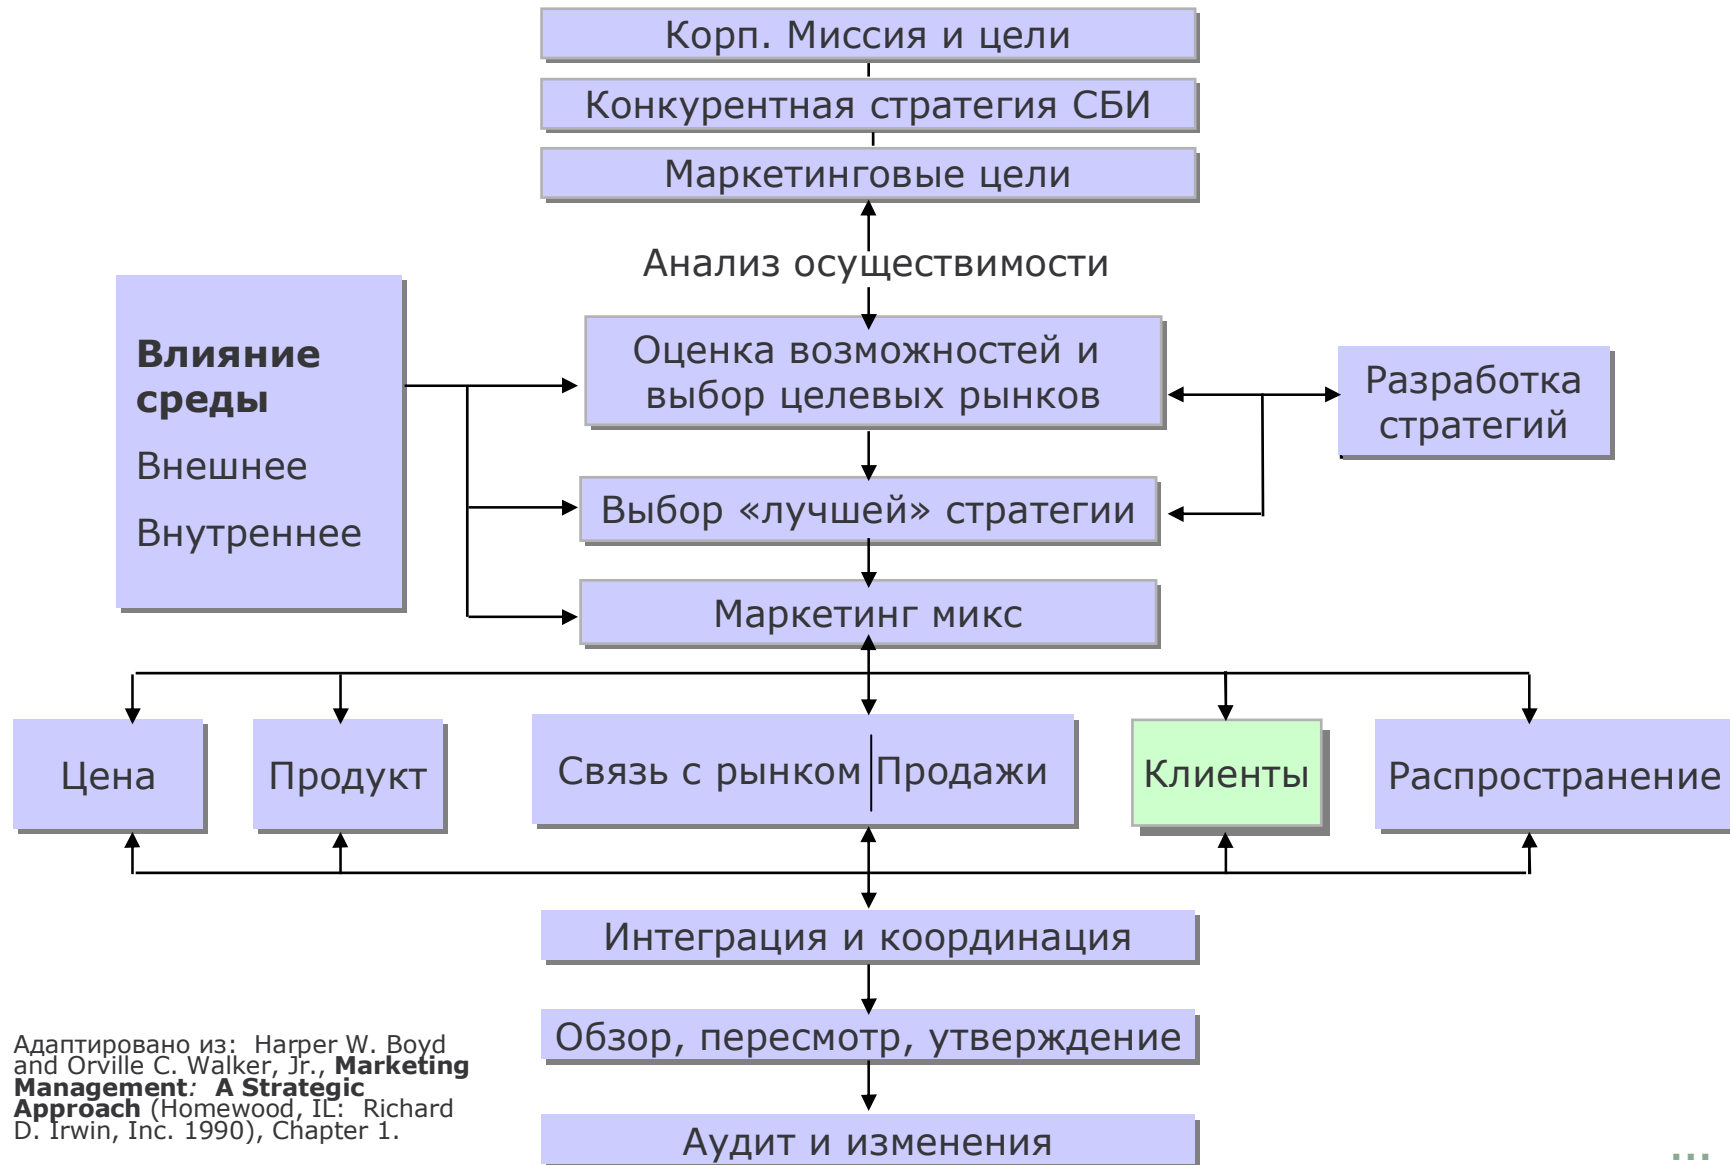 Корп. Миссия и цели
Конкурентная стратегия СБИ
Маркетинговые цели
Анализ осуществимости
Влияние
среды
Внешнее
Внутреннее
Оценка возможностей и
выбор целевых рынков
Разработка
стратегий
Выбор «лучшей» стратегии
Маркетинг микс
Цена
Продукт
Связь с рынком Продажи
Клиенты
Распространение
Интеграция и координация
Обзор, пересмотр, утверждение
Аудит и изменения
Адаптировано из: Harper W. Boyd
and Orville C. Walker, Jr., Marketing
Management: A Strategic
Approach (Homewood, IL: Richard
D. Irwin, Inc. 1990), Chapter 1.
...